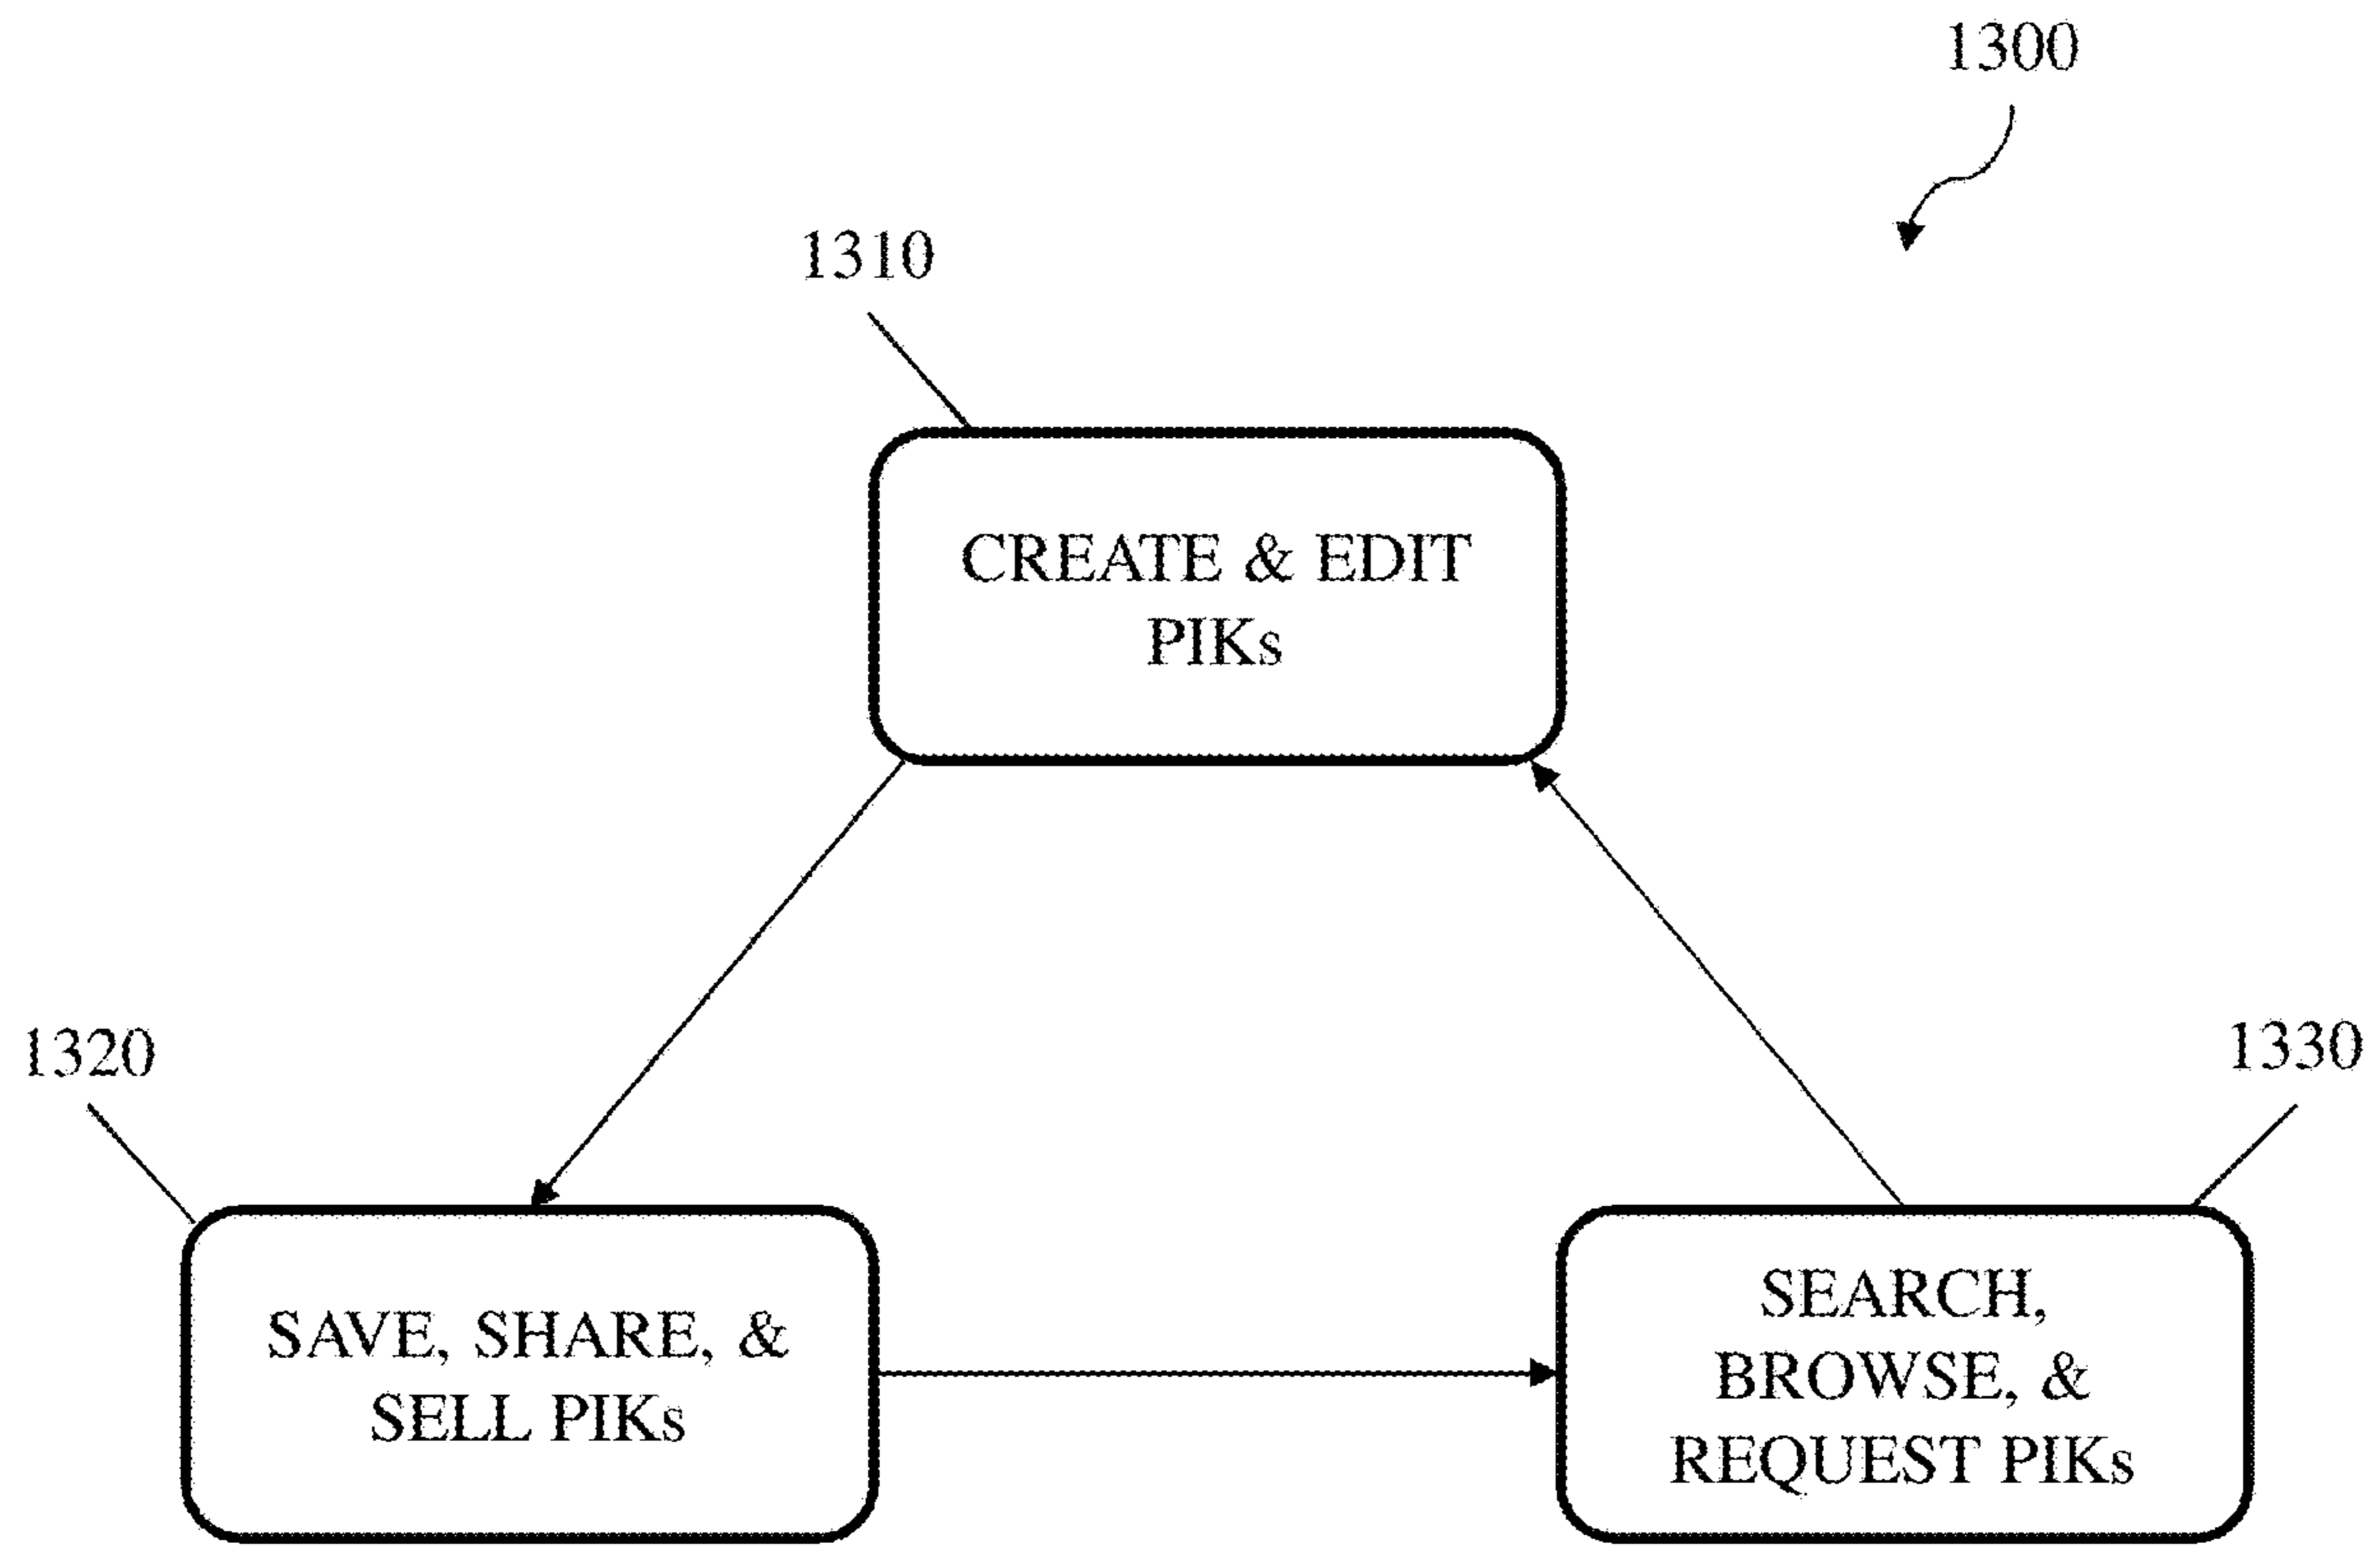 1300
1310
CREATE & EDIT
PIKs
1320
1330
SAVE, SHARE, &
SELL PIKs
SEARCH,
BROWSE, &
REQUEST PIKs